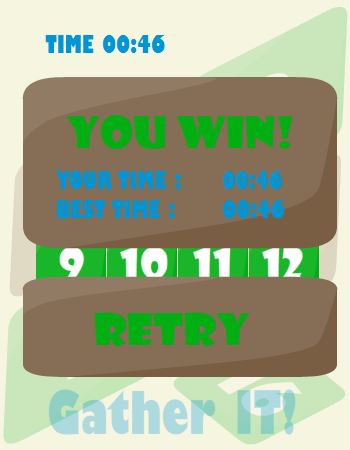 TIME 00:46
YOU WIN!
YOUR TIME : 00:46
BEST TIME : 00:46
9 10 11 12
RETRY
Gather IT!